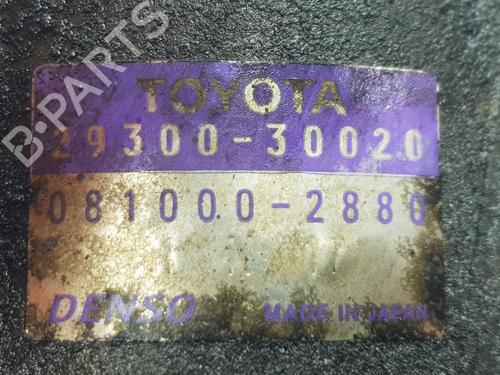 B-PARTS
TOYOTA
29300-30020
081000-2880
DENSO
MADE IN JAPAN